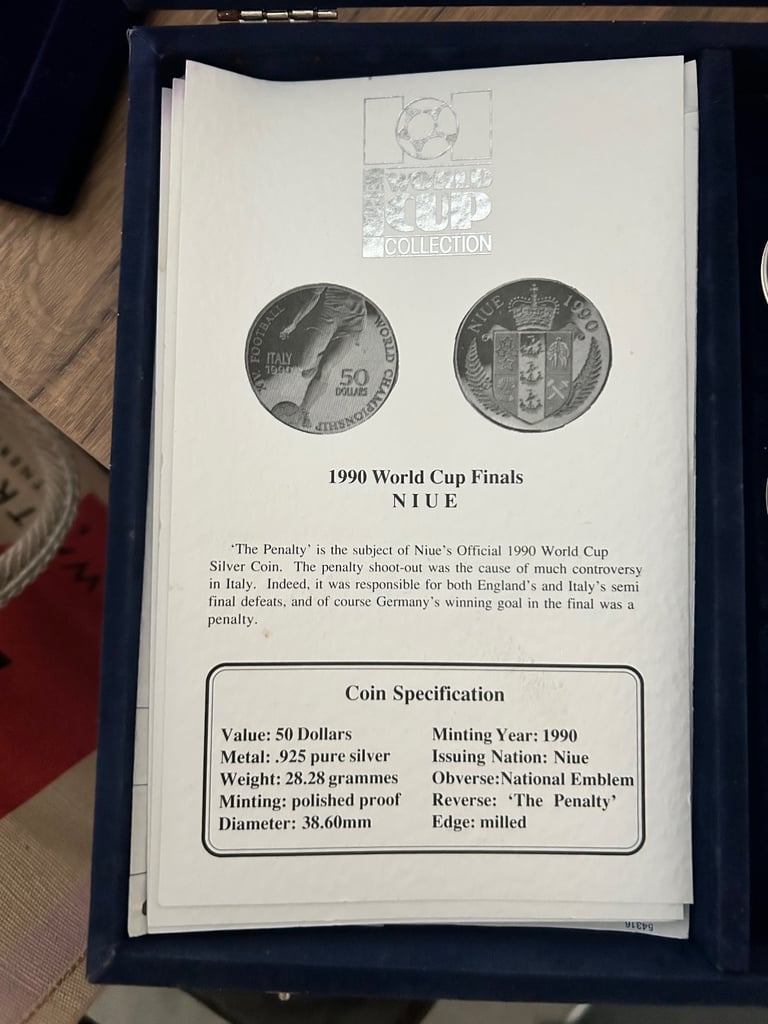 WORLD
CUP
COLLECTION
XIV. FOOTBALL
WORLD CHAMPIONSHIP
ITALY
1990
50
DOLLARS
NIUE 1990
1990 World Cup Finals
NIUE
'The Penalty' is the subject of Niue's Official 1990 World Cup
Silver Coin. The penalty shoot-out was the cause of much controversy
in Italy. Indeed, it was responsible for both England's and Italy's semi
final defeats, and of course Germany's winning goal in the final was a
penalty.
Coin Specification
Value: 50 Dollars
Metal: .925 pure silver
Weight: 28.28 grammes
Minting: polished proof
Diameter: 38.60mm
Minting Year: 1990
Issuing Nation: Niue
Obverse:National Emblem
Reverse: 'The Penalty'
Edge: milled